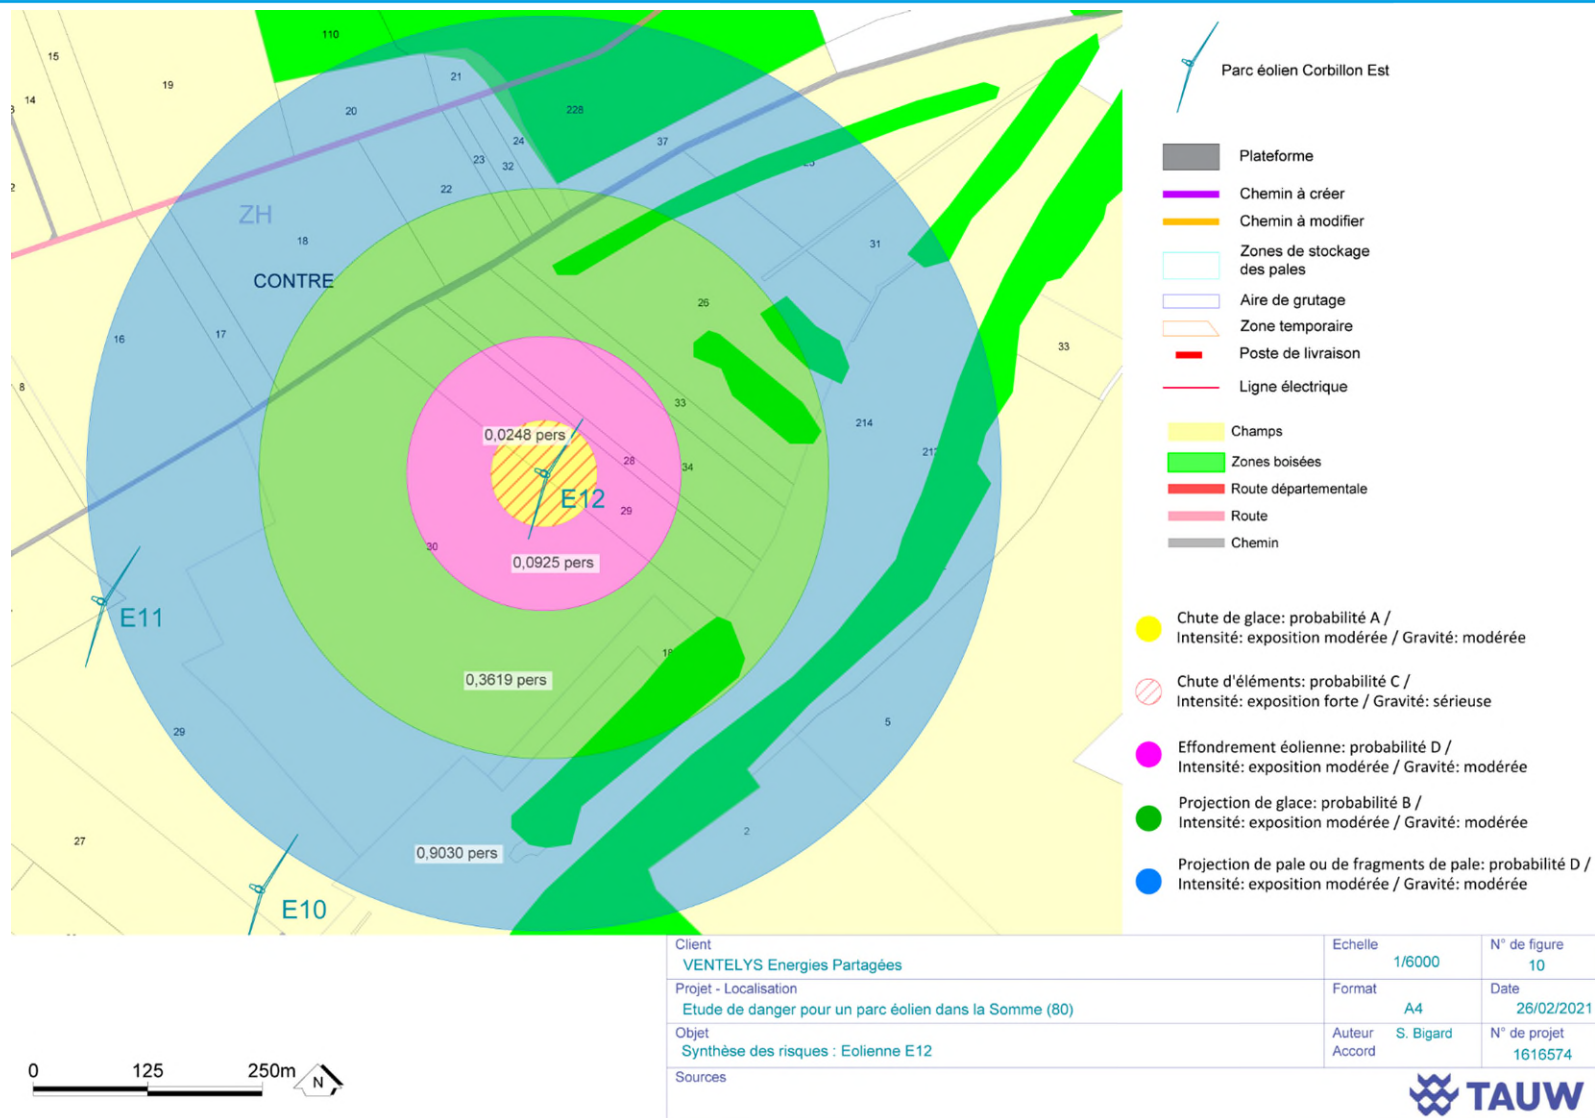 110
15
19
14
20
21
228
24
23
32
22
37
ZH
18
CONTRE
31
16
17
26
33
8
33
214
0,0248 pers
28
34
E12
29
30
0,0925 pers
E11
0,3619 pers
29
5
2
27
0,9030 pers
E10
Parc éolien Corbillon Est
Plateforme
Chemin à créer
Chemin à modifier
Zones de stockage
des pales
Aire de grutage
Zone temporaire
Poste de livraison
Ligne électrique
Champs
Zones boisées
Route départementale
Route
Chemin
Chute de glace: probabilité A /
Intensité: exposition modérée / Gravité: modérée
Chute d'éléments: probabilité C /
Intensité: exposition forte / Gravité: sérieuse
Effondrement éolienne: probabilité D /
Intensité: exposition modérée / Gravité: modérée
Projection de glace: probabilité B /
Intensité: exposition modérée / Gravité: modérée
Projection de pale ou de fragments de pale: probabilité D /
Intensité: exposition modérée / Gravité: modérée
Client
VENTELYS Energies Partagées
Echelle
1/6000
N° de figure
10
Projet - Localisation
Etude de danger pour un parc éolien dans la Somme (80)
Format
A4
Date
26/02/2021
Objet
Synthèse des risques : Eolienne E12
Auteur S. Bigard
Accord
N° de projet
1616574
Sources
0 125 250m
N
TAUW